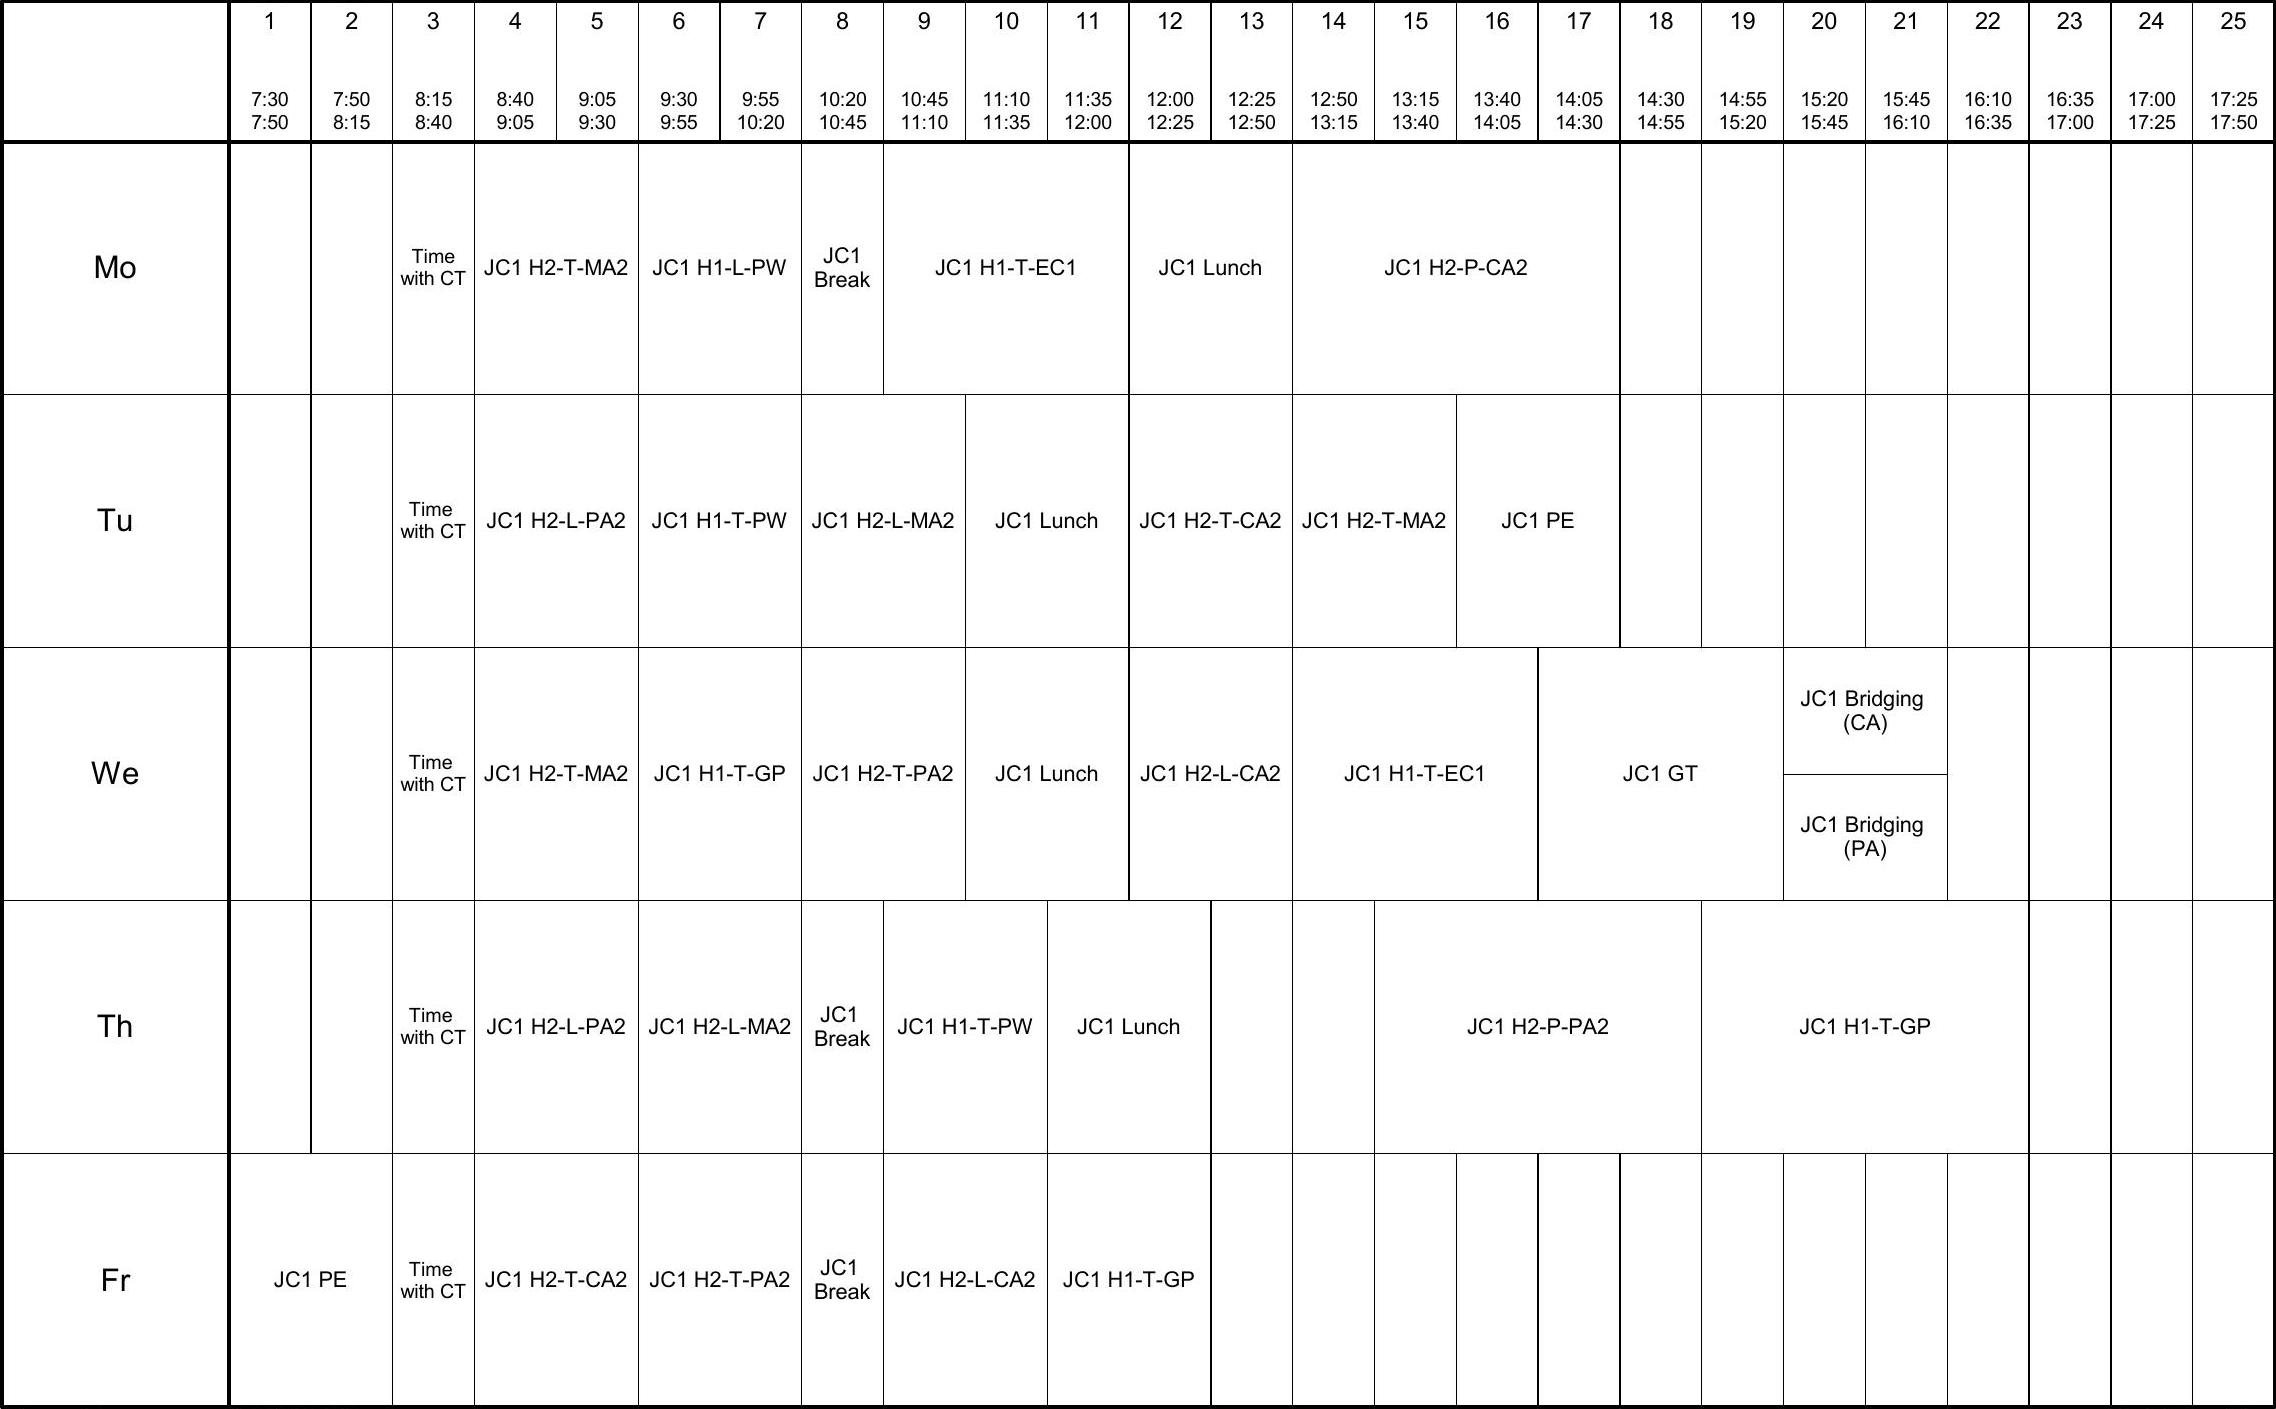 1 2 3 4 5 6 7 8 9 10 11 12 13 14 15 16 17 18 19 20 21 22 23 24 25
7:30 7:50 8:15 8:40 9:05 9:30 9:55 10:20 10:45 11:10 11:35 12:00 12:25 12:50 13:15 13:40 14:05 14:30 14:55 15:20 15:45 16:10 16:35 17:00 17:25
7:50 8:15 8:40 9:05 9:30 9:55 10:20 10:45 11:10 11:35 12:00 12:25 12:50 13:15 13:40 14:05 14:30 14:55 15:20 15:45 16:10 16:35 17:00 17:25 17:50
Mo
Time
with CT
JC1 H2-T-MA2
JC1 H1-L-PW
JC1
Break
JC1 H1-T-EC1
JC1 Lunch
JC1 H2-P-CA2
Tu
Time
with CT
JC1 H2-L-PA2
JC1 H1-T-PW
JC1 H2-L-MA2
JC1 Lunch
JC1 H2-T-CA2
JC1 H2-T-MA2
JC1 PE
We
Time
with CT
JC1 H2-T-MA2
JC1 H1-T-GP
JC1 H2-T-PA2
JC1 Lunch
JC1 H2-L-CA2
JC1 H1-T-EC1
JC1 GT
JC1 Bridging
(CA)
JC1 Bridging
(PA)
Th
Time
with CT
JC1 H2-L-PA2
JC1 H2-L-MA2
JC1
Break
JC1 H1-T-PW
JC1 Lunch
JC1 H2-P-PA2
JC1 H1-T-GP
Fr
JC1 PE
Time
with CT
JC1 H2-T-CA2
JC1 H2-T-PA2
JC1
Break
JC1 H2-L-CA2
JC1 H1-T-GP